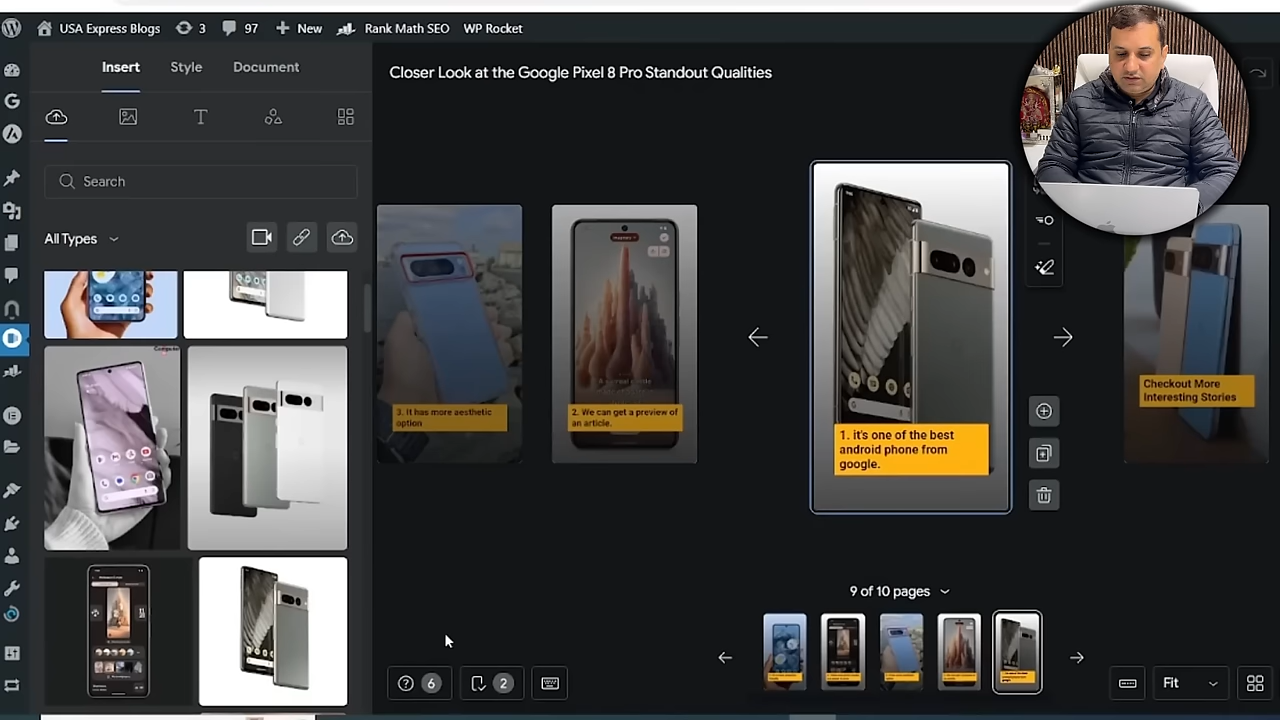 USA Express Blogs
3
97
New
Rank Math SEO
WP Rocket
Insert
Style
Document
Closer Look at the Google Pixel 8 Pro Standout Qualities
Search
All Types
3. It has more aesthetic
option
2. We can get a preview of
an article.
1. it's one of the best
android phone from
google.
Checkout More
Interesting Stories
9 of 10 pages
6
2
Fit